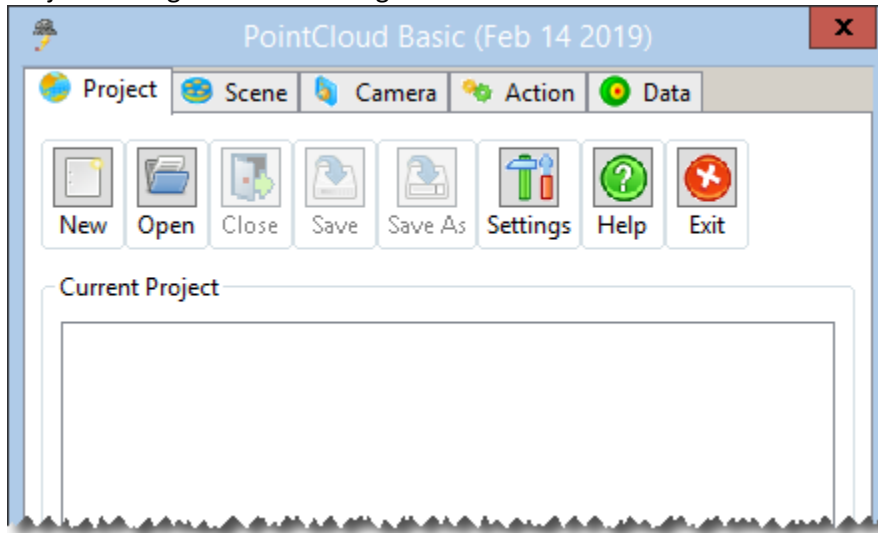 PointCloud Basic (Feb 14 2019)
x
Project Scene Camera Action Data
New Open Close Save Save As Settings Help Exit
Current Project